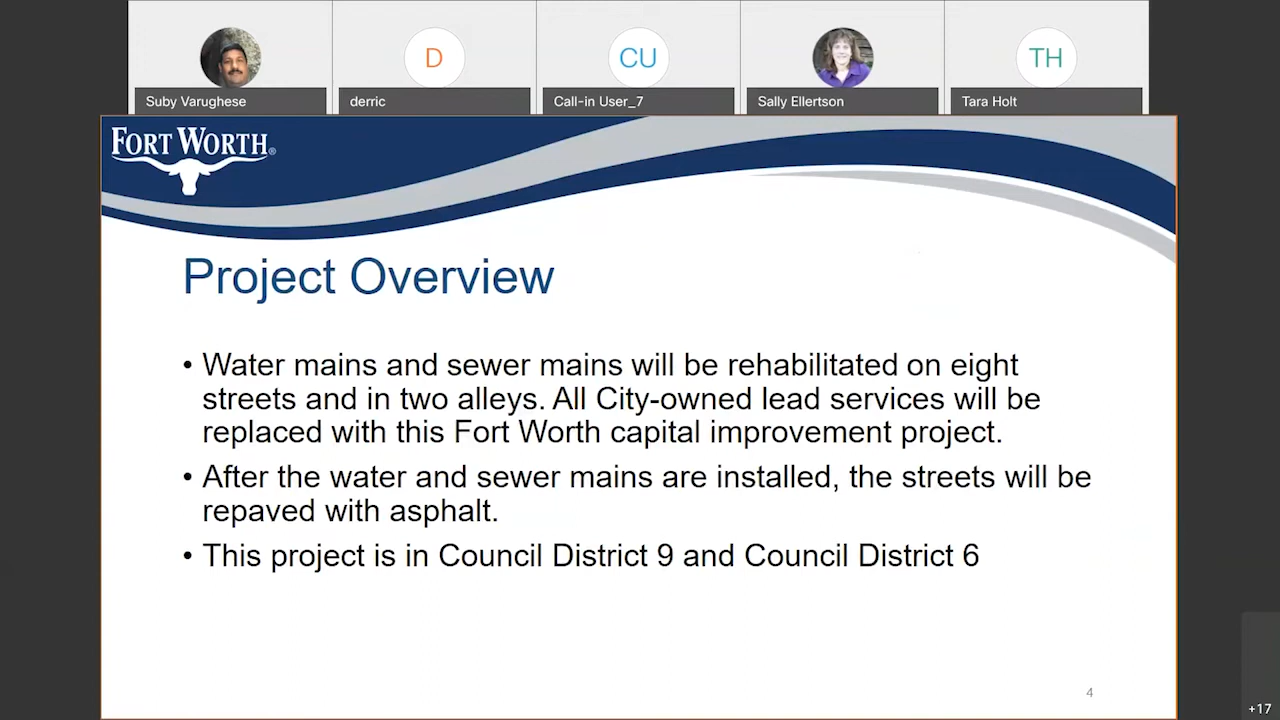 D
CU
TH
Suby Varughese
derric
Call-in User_7
Sally Ellertson
Tara Holt
FORT WORTH®
Project Overview
• Water mains and sewer mains will be rehabilitated on eight
streets and in two alleys. All City-owned lead services will be
replaced with this Fort Worth capital improvement project.
• After the water and sewer mains are installed, the streets will be
repaved with asphalt.
• This project is in Council District 9 and Council District 6
4
+17